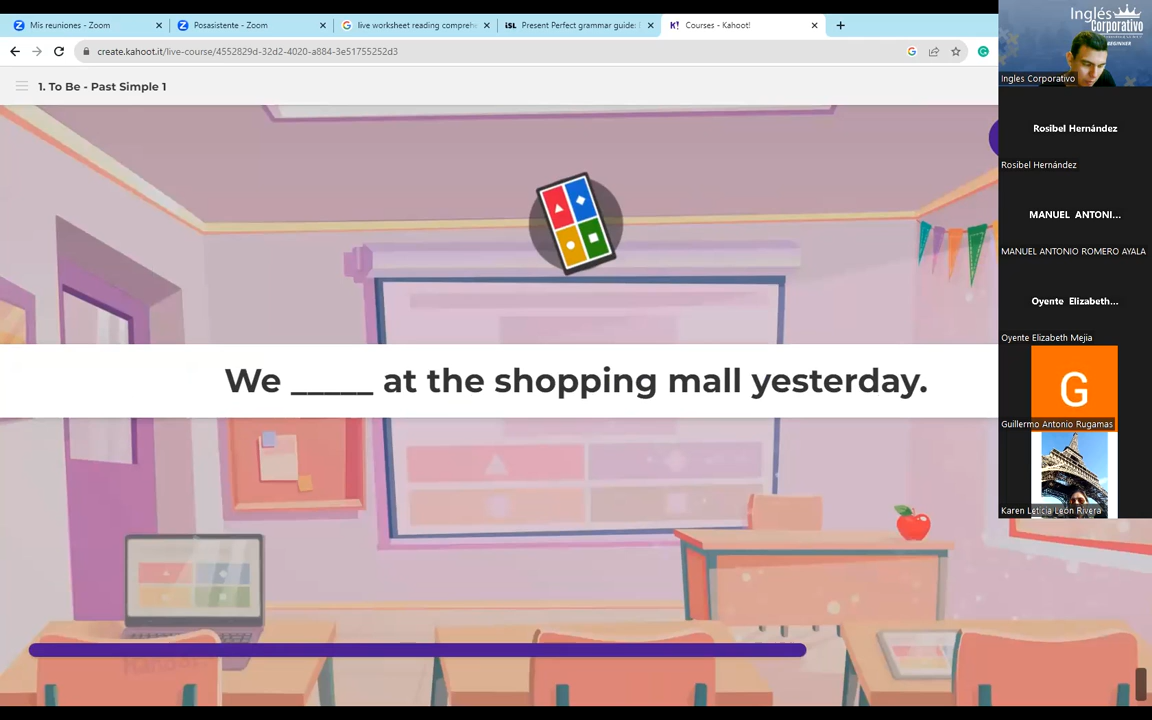 Mis reuniones - Zoom
Posasistente - Zoom
live worksheet reading comprehe
iSL Present Perfect grammar guide:
K! Courses - Kahoot!
create.kahoot.it/live-course/4552829d-32d2-4020-a884-3e51755252d3
1. To Be - Past Simple 1
We _____ at the shopping mall yesterday.
Inglés
Corporativo
BEGINNER
Ingles Corporativo
Rosibel Hernández
Rosibel Hernández
MANUEL ANTONI...
MANUEL ANTONIO ROMERO AYALA
Oyente Elizabeth...
Oyente Elizabeth Mejia
G
Guillermo Antonio Rugamas
Karen Leticia León Rivera